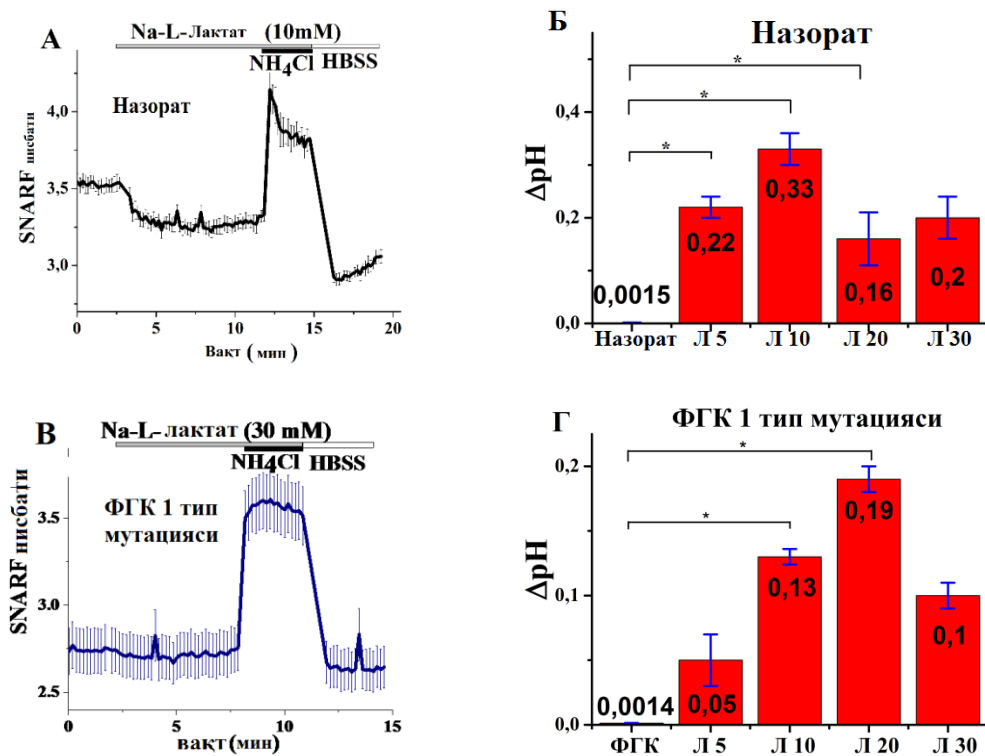 А
Na-L-Лактат (10mM)
NH4Cl HBSS
Назорат
SNARF нисбати
4,0
3,5
3,0
0 5 10 15 20
Вакт (мин)
Б
Назорат
ΔpH
0,4
0,2
0,0
*
*
*
0,0015
0,22
0,33
0,16
0,2
Назорат Л 5 Л 10 Л 20 Л 30
В
Na-L-лактат (30 mM)
NH4Cl HBSS
ФГК 1 тип
мутацияси
SNARF нисбати
3.5
3.0
2.5
0 5 10 15
вақт(мин)
Г
ФГК 1 тип мутацияси
ΔpH
0,2
0,1
0,0
*
*
0,0014
0,05
0,13
0,19
0,1
ФГК Л 5 Л 10 Л 20 Л 30